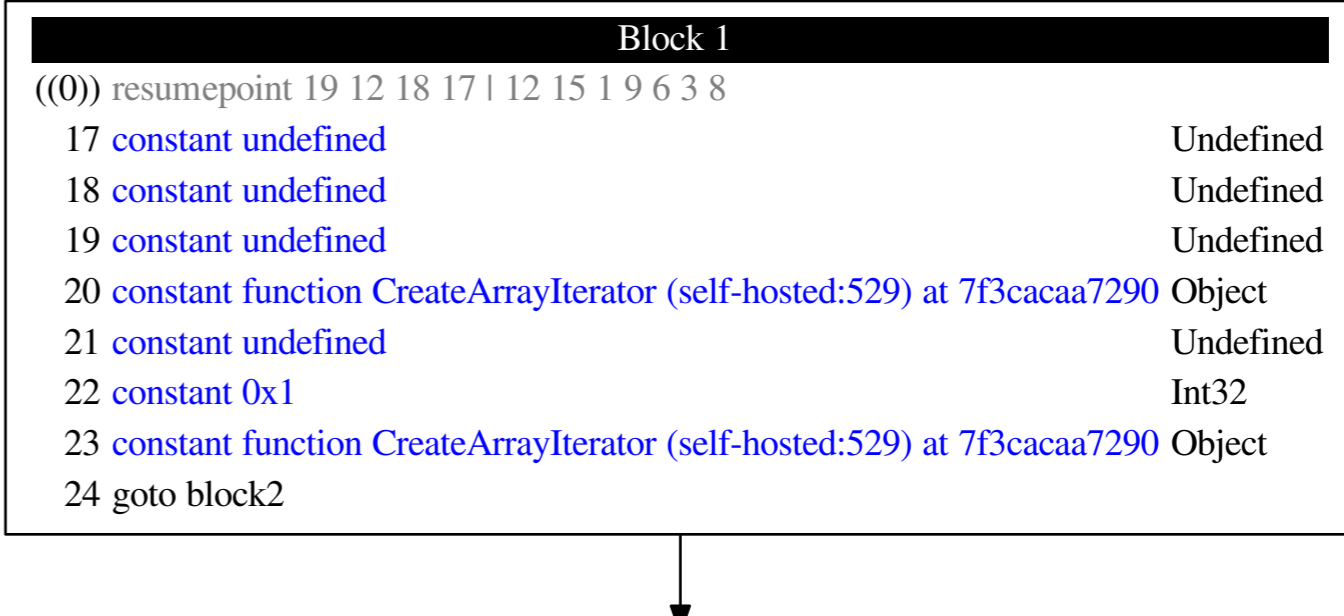 Block 1
((0)) resumepoint 19 12 18 17 | 12 15 1 9 6 3 8
17 constant undefined Undefined
18 constant undefined Undefined
19 constant undefined Undefined
20 constant function CreateArrayIterator (self-hosted:529) at 7f3cacaa7290 Object
21 constant undefined Undefined
22 constant 0x1 Int32
23 constant function CreateArrayIterator (self-hosted:529) at 7f3cacaa7290 Object
24 goto block2